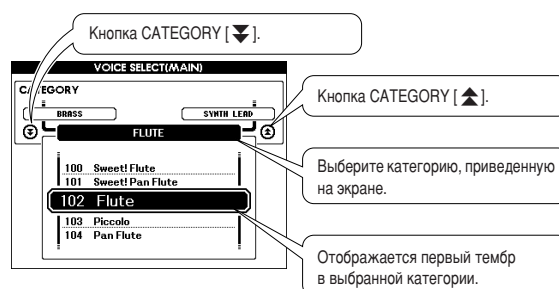 Кнопка CATEGORY [ ].
VOICE SELECT(MAIN)
CATEGORY
BRASS
SYNTH LEAD
FLUTE
Кнопка CATEGORY [ ].
Выберите категорию, приведенную
на экране.
100 Sweet! Flute
101 Sweet! Pan Flute
102 Flute
103 Piccolo
104 Pan Flute
Отображается первый тембр
в выбранной категории.